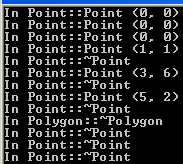 In Point::Point (0, 0)
In Point::Point (0, 0)
In Point::Point (0, 0)
In Point::Point (1, 1)
In Point::~Point
In Point::Point (3, 6)
In Point::~Point
In Point::Point (5, 2)
In Point::~Point
In Polygon::~Polygon
In Point::~Point
In Point::~Point
In Point::~Point